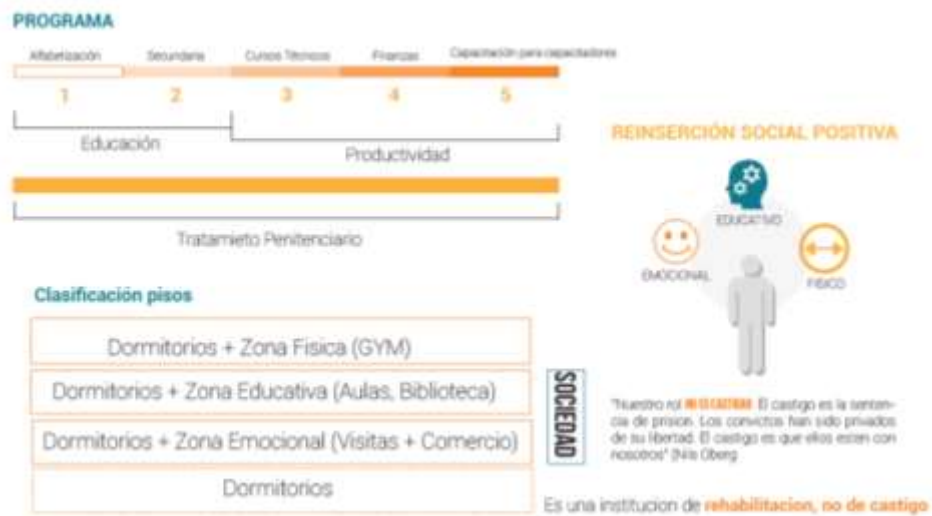 PROGRAMA
Alfabetización Secundaria Cursos Técnicos Finanzas Capacitación para capacitadores
1 2 3 4 5
Educación
Productividad
Tratamieto Penitenciario
Clasificación pisos
Dormitorios + Zona Fisica (GYM)
Dormitorios + Zona Educativa (Aulas, Biblioteca)
Dormitorios + Zona Emocional (Visitas + Comercio)
Dormitorios
SOCIEDAD
REINSERCIÓN SOCIAL POSITIVA
EDUCATIVO
EMOCIONAL
FISICO
"Nuestro rol NO ES CASTIGAR. El castigo es la senten-
cia de prision. Los convictos han sido privados
de su libertad. El castigo es que ellos esten con
nosotros" (Nils Oberg
Es una institucion de rehabilitacion, no de castigo